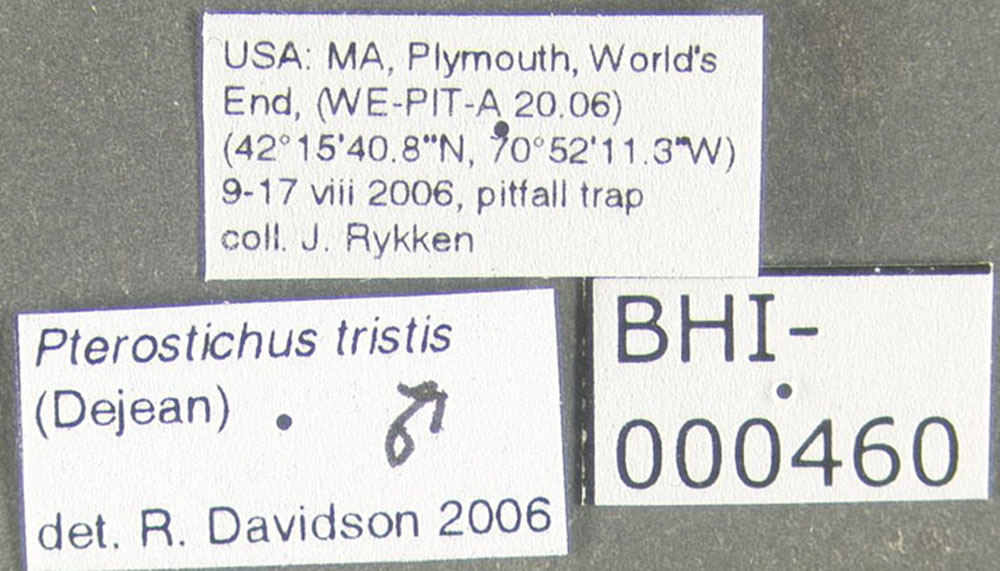 USA: MA, Plymouth, World's
End, (WE-PIT-A 20.06)
(42°15'40.8"N, 70°52'11.3"W)
9-17 viii 2006, pitfall trap
coll. J. Rykken
Pterostichus tristis
(Dejean) ♂
det. R. Davidson 2006
BHI-
000460